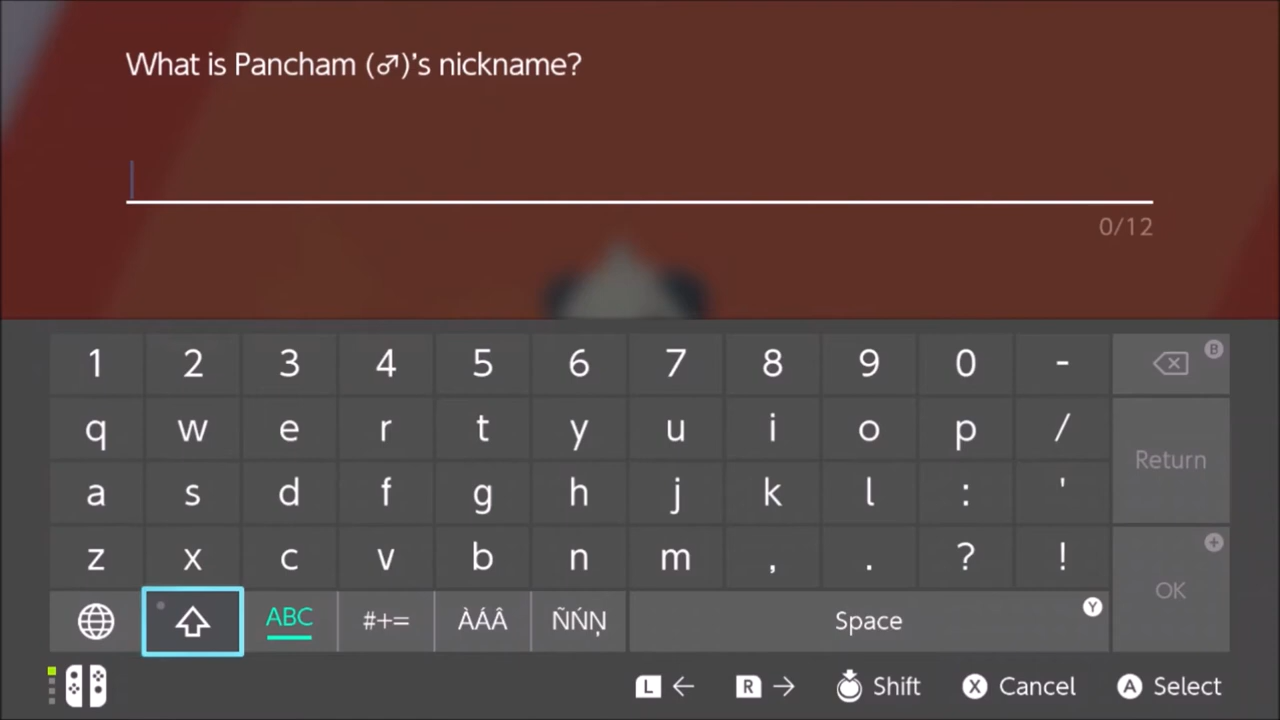 What is Pancham (♂)'s nickname?
0/12
1 2 3 4 5 6 7 8 9 0 - B
q w e r t y u i o p /
Return
a s d f g h j k l : '
z x c v b n m , . ? ! +
OK
ABC #+= ÀÁÂ ÑŃŅ Space Y
L ← R → Shift X Cancel A Select